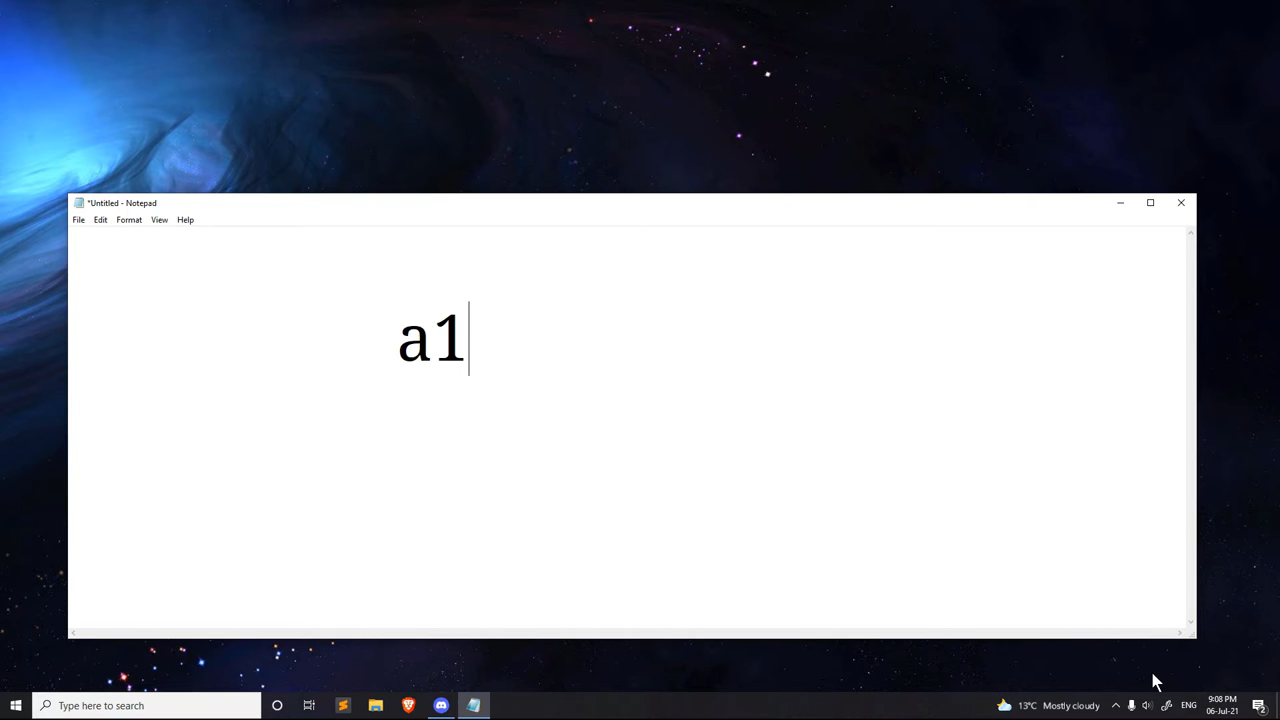 *Untitled - Notepad
File Edit Format View Help
a1
Type here to search
13°C Mostly cloudy
ENG
9:08 PM
06-Jul-21
2